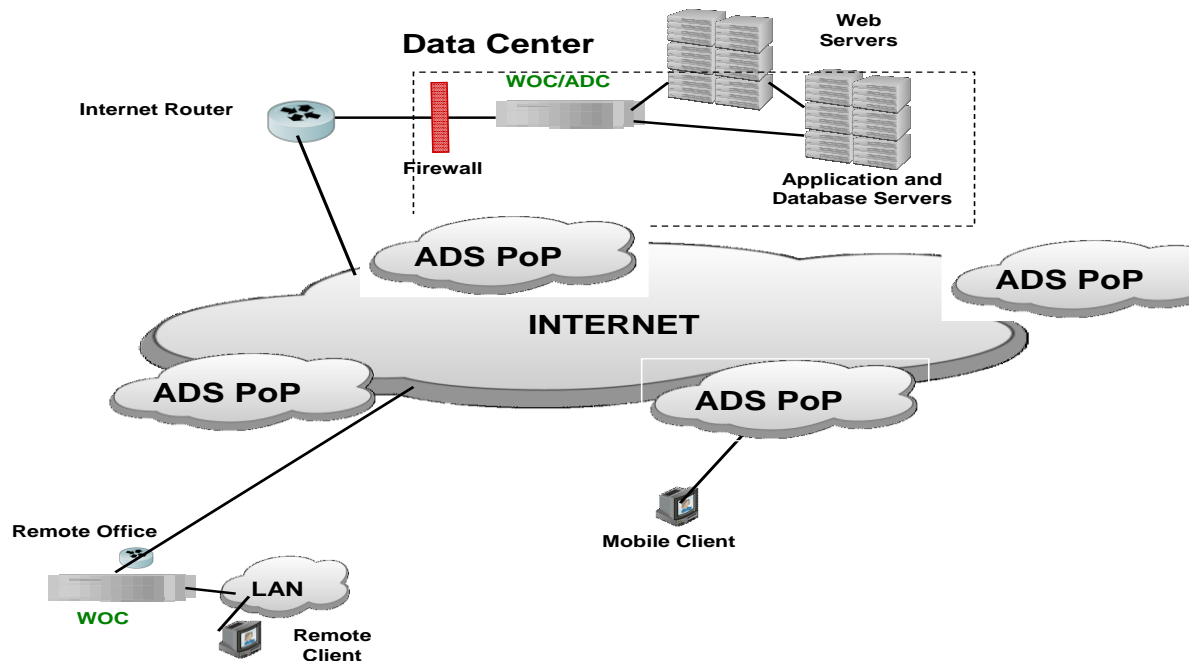 Web
Servers
Data Center
WOC/ADC
Internet Router
Firewall
Application and
Database Servers
ADS PoP
ADS PoP
INTERNET
ADS PoP
ADS PoP
Remote Office
Mobile Client
LAN
WOC
Remote
Client